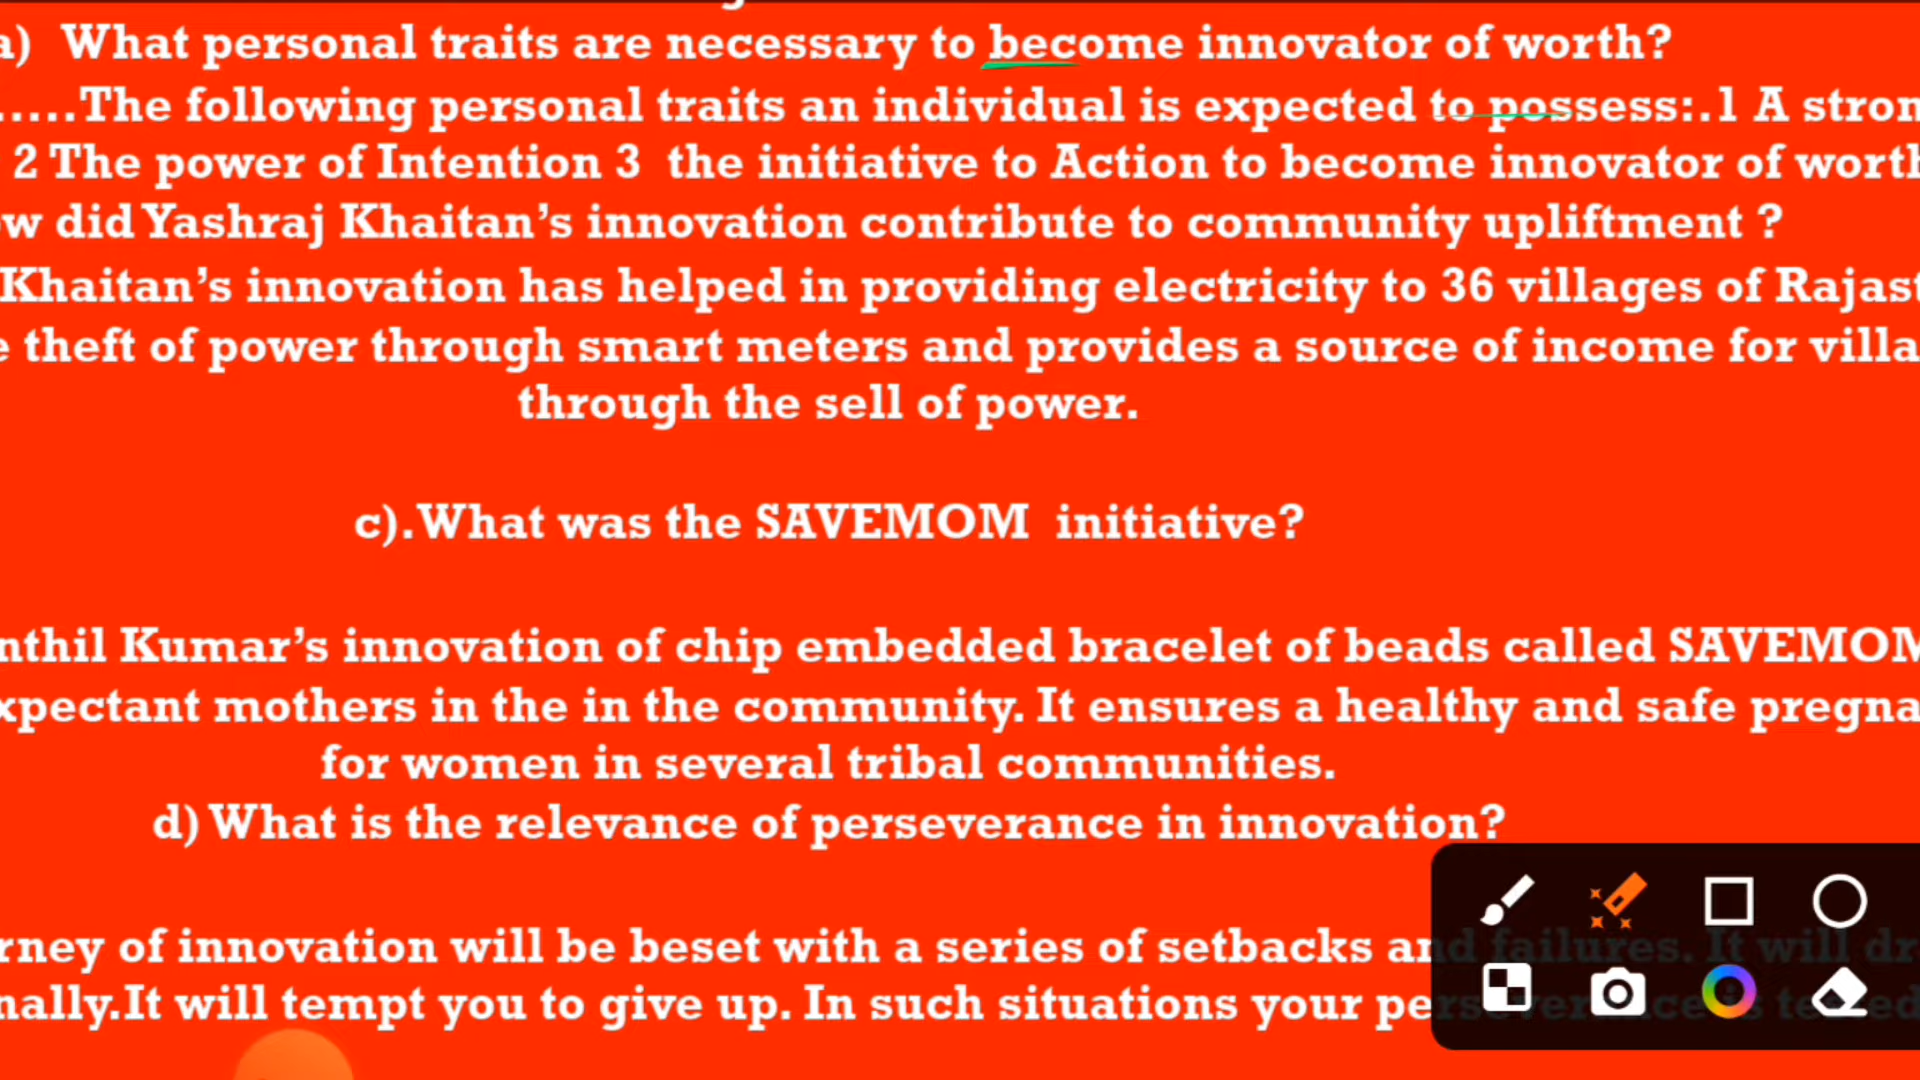 a) What personal traits are necessary to become innovator of worth?
.....The following personal traits an individual is expected to possess:.1 A stron
2 The power of Intention 3 the initiative to Action to become innovator of worth
ow did Yashraj Khaitan's innovation contribute to community upliftment ?
Khaitan's innovation has helped in providing electricity to 36 villages of Rajast
e theft of power through smart meters and provides a source of income for villa
through the sell of power.
c).What was the SAVEMOM initiative?
nthil Kumar's innovation of chip embedded bracelet of beads called SAVEMOM
xpectant mothers in the in the community. It ensures a healthy and safe pregna
for women in several tribal communities.
d) What is the relevance of perseverance in innovation?
rney of innovation will be beset with a series of setbacks and failures. It will dr
nally.It will tempt you to give up. In such situations your perseverance is tested